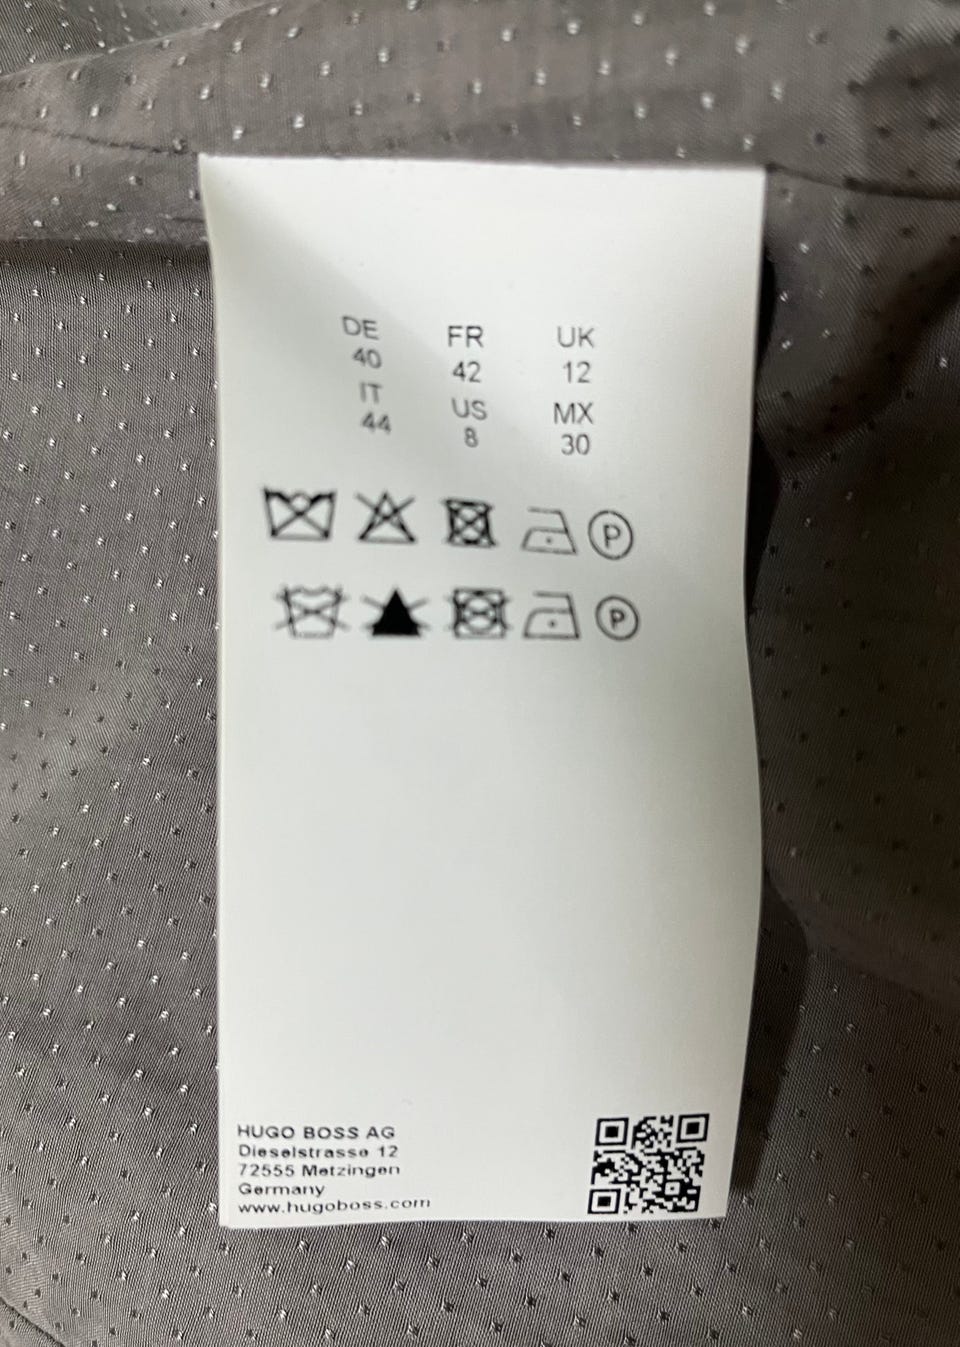 DE FR UK
40 42 12
IT US MX
44 8 30
P
P
HUGO BOSS AG
Dieselstrasse 12
72555 Metzingen
Germany
www.hugoboss.com